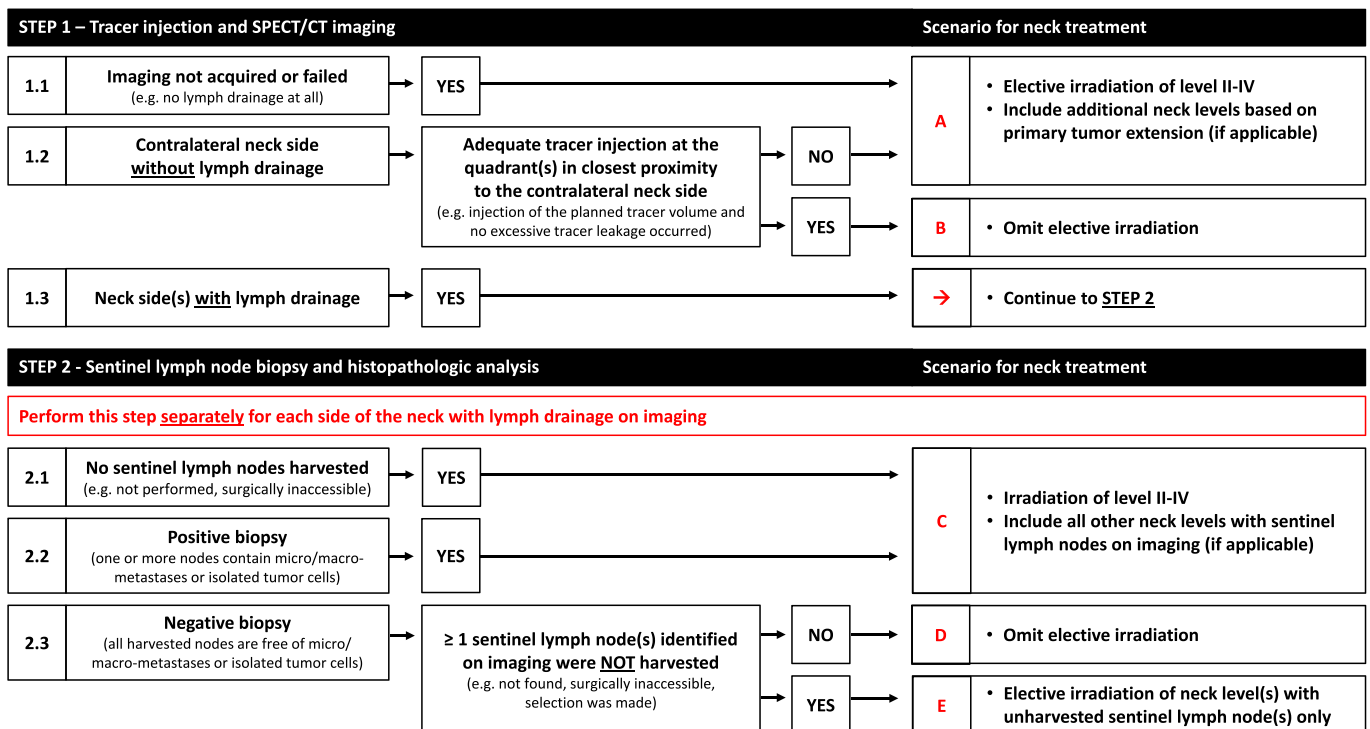 STEP 1 – Tracer injection and SPECT/CT imaging
Scenario for neck treatment
1.1
Imaging not acquired or failed
(e.g. no lymph drainage at all)
YES
A
• Elective irradiation of level II-IV
• Include additional neck levels based on
primary tumor extension (if applicable)
1.2
Contralateral neck side
without lymph drainage
Adequate tracer injection at the
quadrant(s) in closest proximity
to the contralateral neck side
(e.g. injection of the planned tracer volume and
no excessive tracer leakage occurred)
NO
YES
B
• Omit elective irradiation
1.3
Neck side(s) with lymph drainage
YES
→
• Continue to STEP 2
STEP 2 - Sentinel lymph node biopsy and histopathologic analysis
Scenario for neck treatment
Perform this step separately for each side of the neck with lymph drainage on imaging
2.1
No sentinel lymph nodes harvested
(e.g. not performed, surgically inaccessible)
YES
C
• Irradiation of level II-IV
• Include all other neck levels with sentinel
lymph nodes on imaging (if applicable)
2.2
Positive biopsy
(one or more nodes contain micro/macro-
metastases or isolated tumor cells)
YES
2.3
Negative biopsy
(all harvested nodes are free of micro/
macro-metastases or isolated tumor cells)
≥ 1 sentinel lymph node(s) identified
on imaging were NOT harvested
(e.g. not found, surgically inaccessible,
selection was made)
NO
D
• Omit elective irradiation
YES
E
• Elective irradiation of neck level(s) with
unharvested sentinel lymph node(s) only